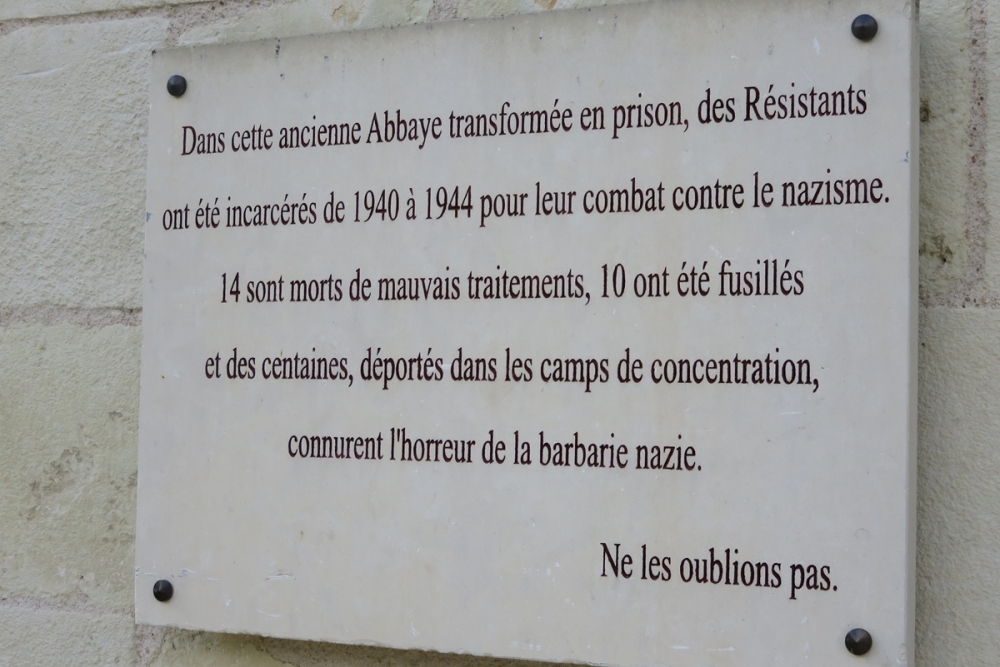 Dans cette ancienne Abbaye transformée en prison, des Résistants
ont été incarcérés de 1940 à 1944 pour leur combat contre le nazisme.
14 sont morts de mauvais traitements, 10 ont été fusillés
et des centaines, déportés dans les camps de concentration,
connurent l'horreur de la barbarie nazie.
Ne les oublions pas.